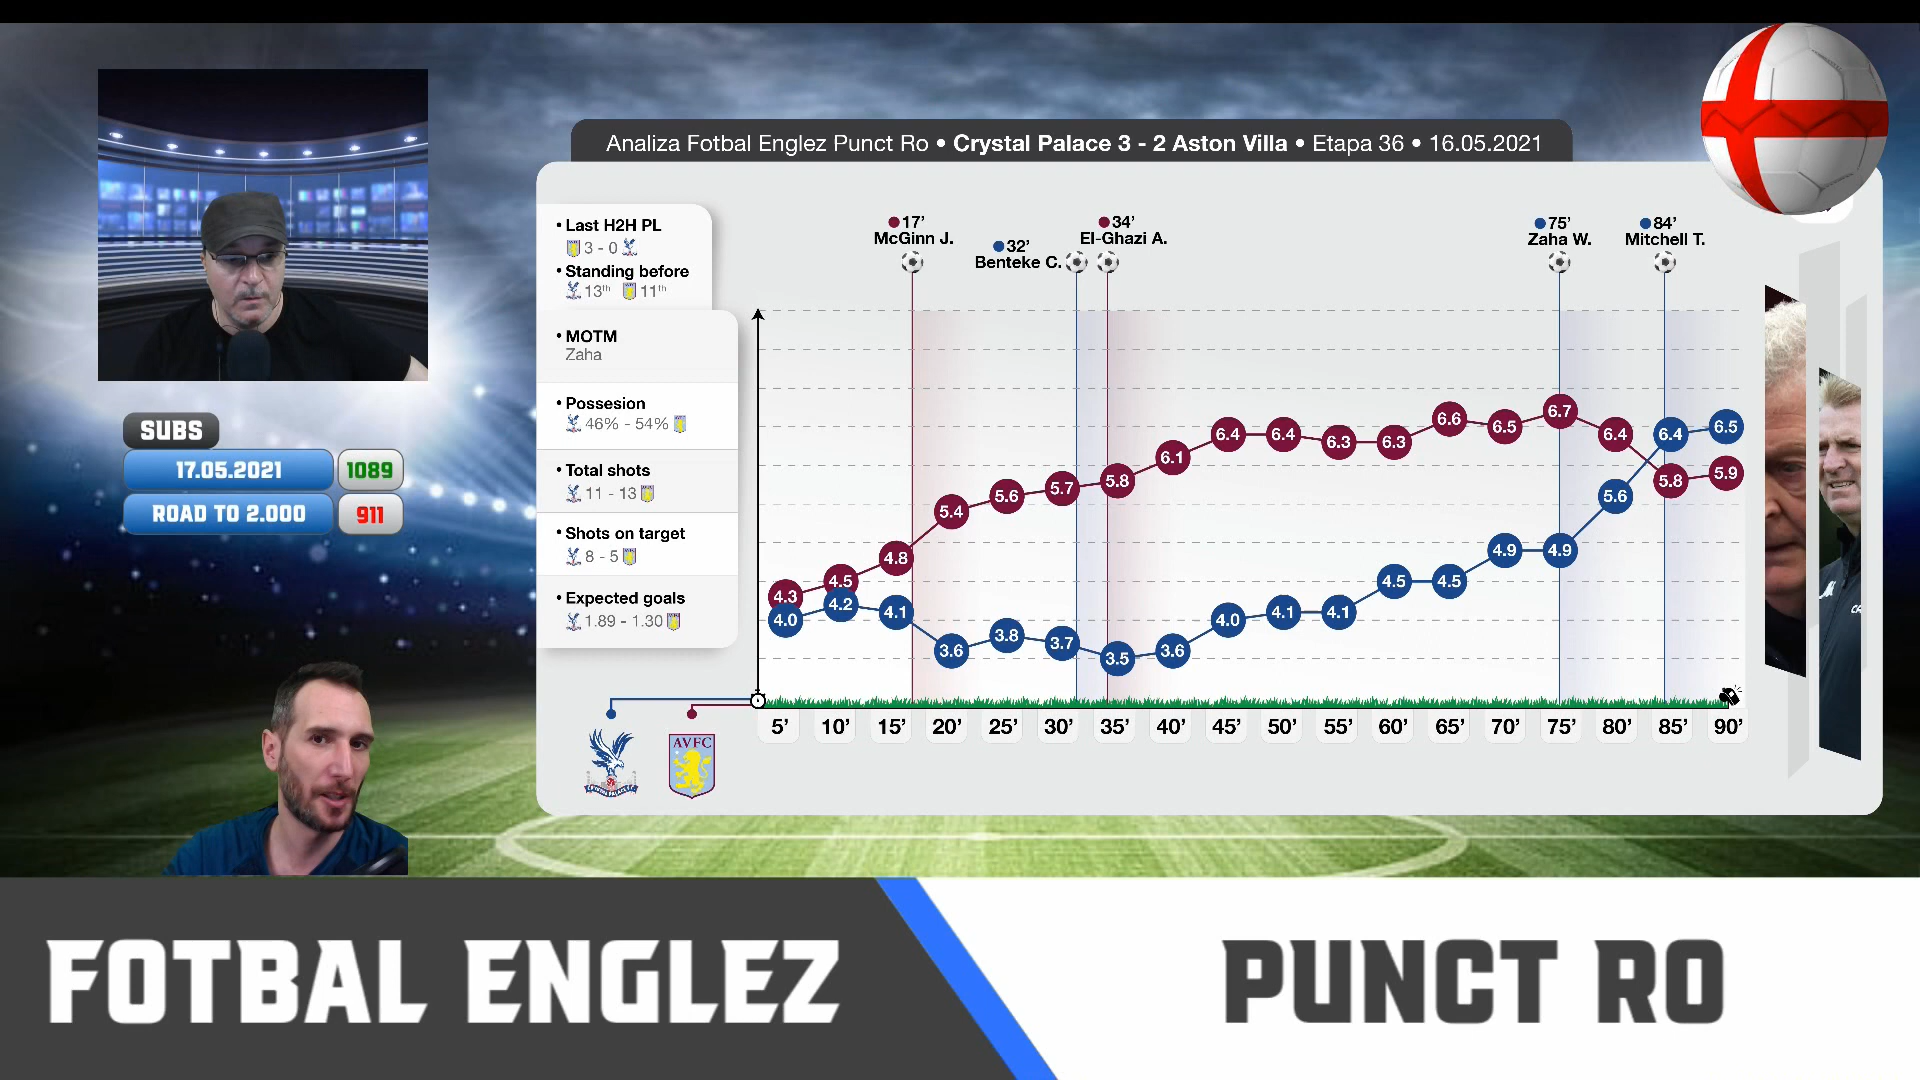 Analiza Fotbal Englez Punct Ro • Crystal Palace 3 - 2 Aston Villa • Etapa 36 • 16.05.2021
• Last H2H PL
3 - 0
• Standing before
13th 11th
• MOTM
Zaha
• Possesion
46% - 54%
• Total shots
11 - 13
• Shots on target
8 - 5
• Expected goals
1.89 - 1.30
17’
McGinn J.
32’
Benteke C.
34’
El-Ghazi A.
75’
Zaha W.
84’
Mitchell T.
4.3 4.5 4.8 5.4 5.6 5.7 5.8 6.1 6.4 6.4 6.3 6.3 6.6 6.5 6.7 6.4 5.8 5.9
4.0 4.2 4.1 3.6 3.8 3.7 3.5 3.6 4.0 4.1 4.1 4.5 4.5 4.9 4.9 5.6 6.4 6.5
5’ 10’ 15’ 20’ 25’ 30’ 35’ 40’ 45’ 50’ 55’ 60’ 65’ 70’ 75’ 80’ 85’ 90’
AVFC
SUBS
17.05.2021 1089
ROAD TO 2.000 911
FOTBAL ENGLEZ PUNCT RO